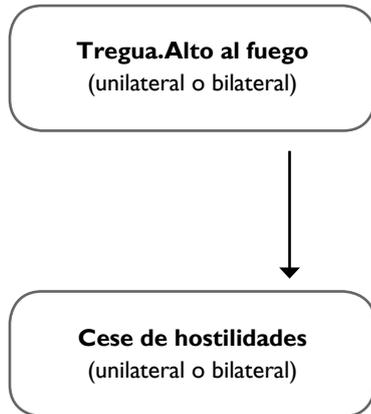 Tregua.Alto al fuego
(unilateral o bilateral)
Cese de hostilidades
(unilateral o bilateral)